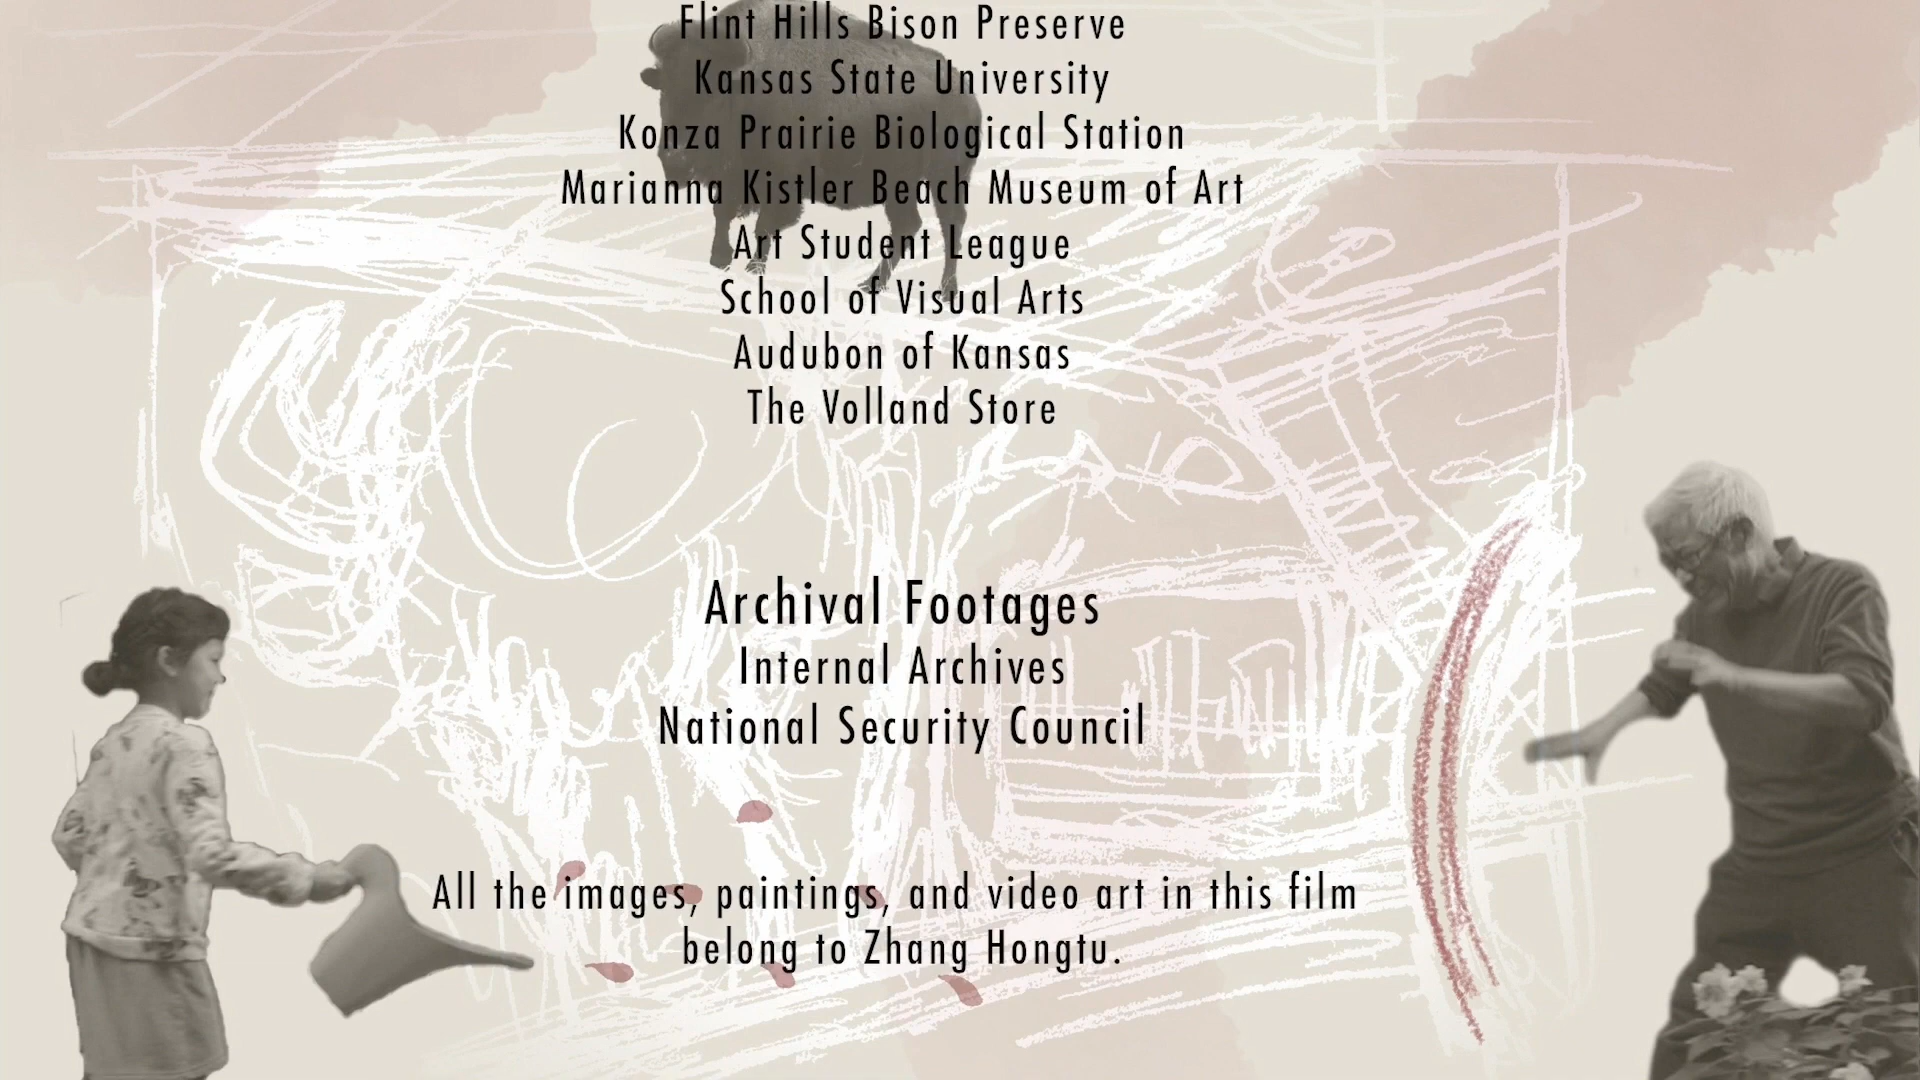 Flint Hills Bison Preserve
Kansas State University
Konza Prairie Biological Station
Marianna Kistler Beach Museum of Art
Art Student League
School of Visual Arts
Audubon of Kansas
The Volland Store
Archival Footages
Internal Archives
National Security Council
All the images, paintings, and video art in this film
belong to Zhang Hongtu.